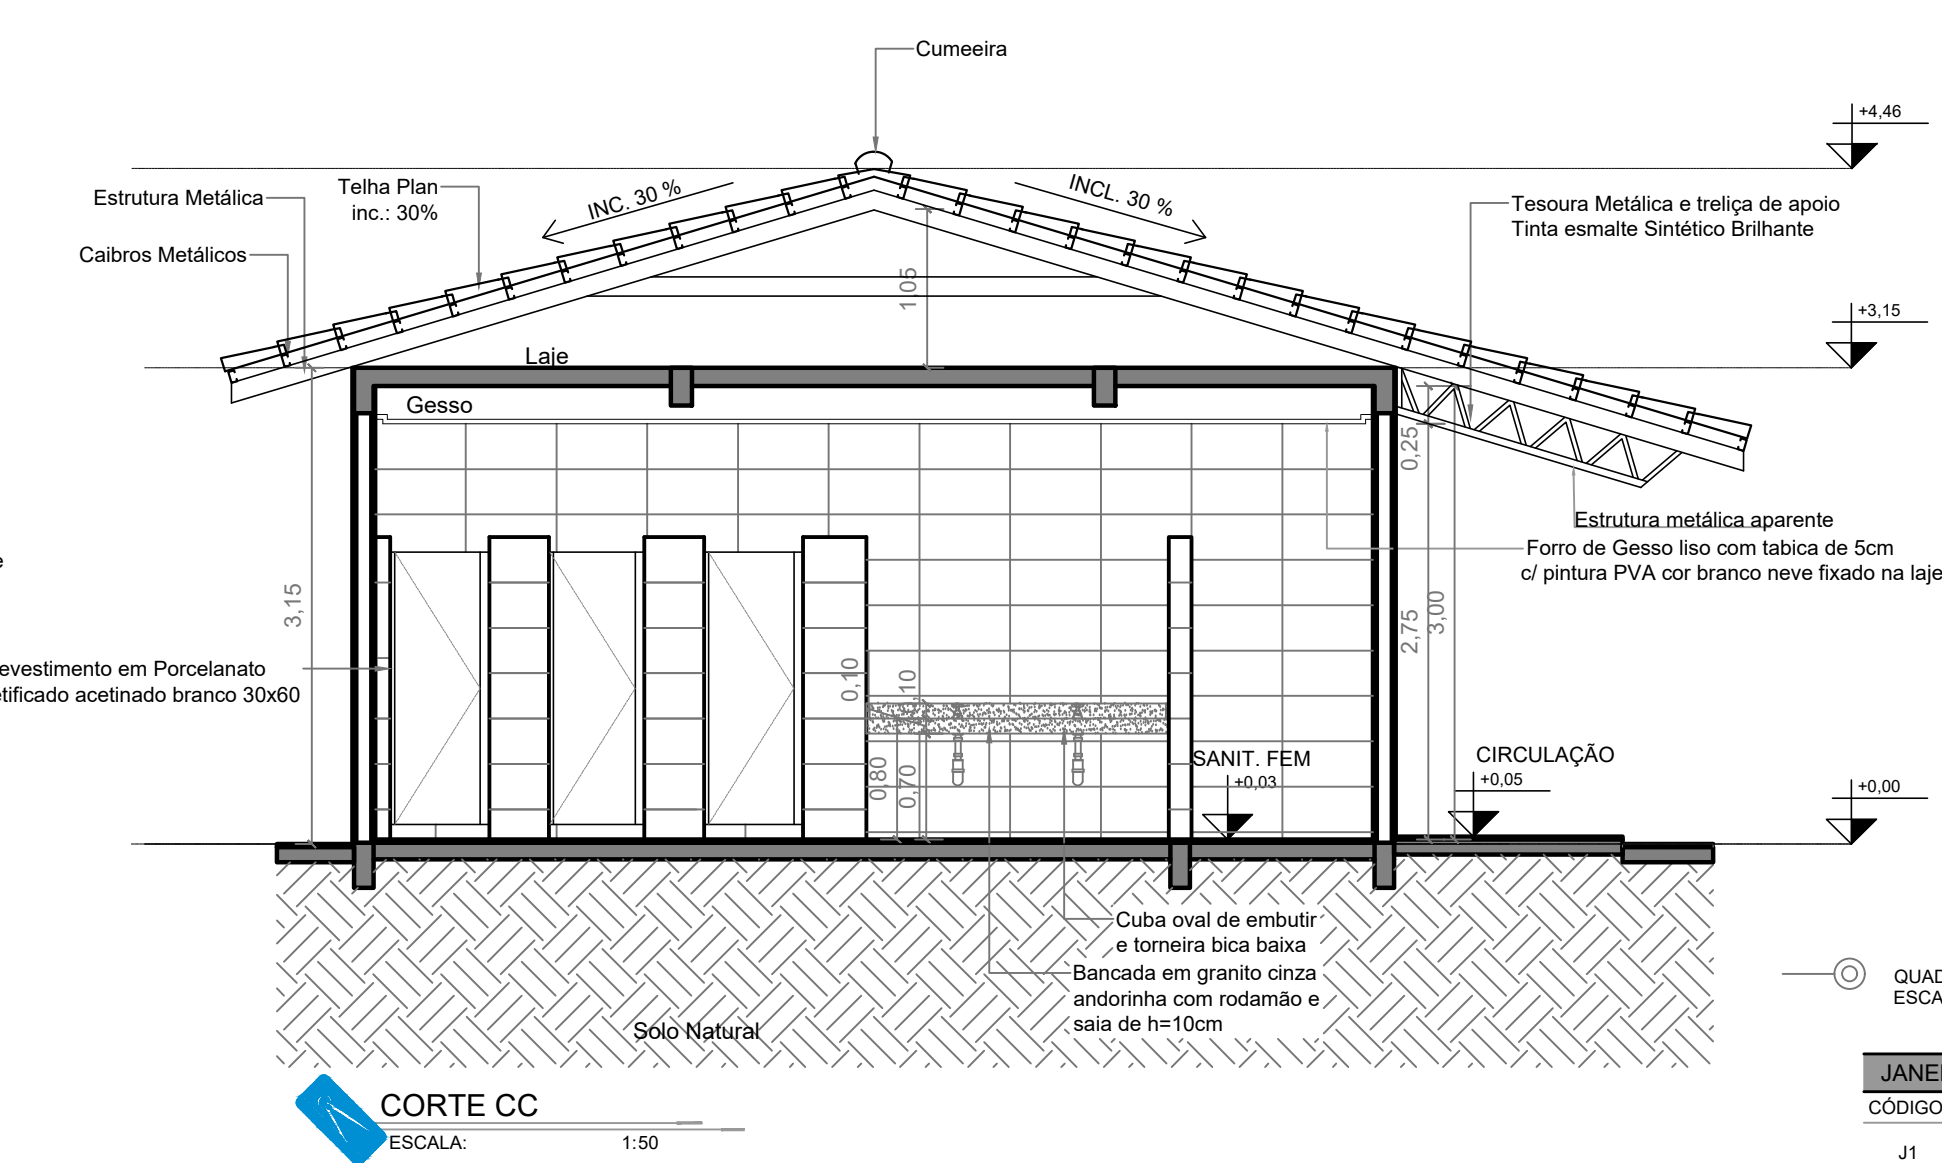 Cumeeira
+4,46
Estrutura Metálica
Telha Plan
inc.: 30%
INC. 30 %
INCL. 30 %
Tesoura Metálica e treliça de apoio
Tinta esmalte Sintético Brilhante
Caibros Metálicos
1,05
+3,15
Laje
Gesso
0,25
Estrutura metálica aparente
Forro de Gesso liso com tabica de 5cm
c/ pintura PVA cor branco neve fixado na laje
e
3,15
2,75
3,00
evestimento em Porcelanato
etificado acetinado branco 30x60
0,10
,10
0,80
0,70
SANIT. FEM
+0,03
CIRCULAÇÃO
+0,05
+0,00
Cuba oval de embutir
e torneira bica baixa
Bancada em granito cinza
andorinha com rodamão e
saia de h=10cm
Solo Natural
QUAD
ESCA
CORTE CC
ESCALA: 1:50
JANE
CÓDIGO
J1